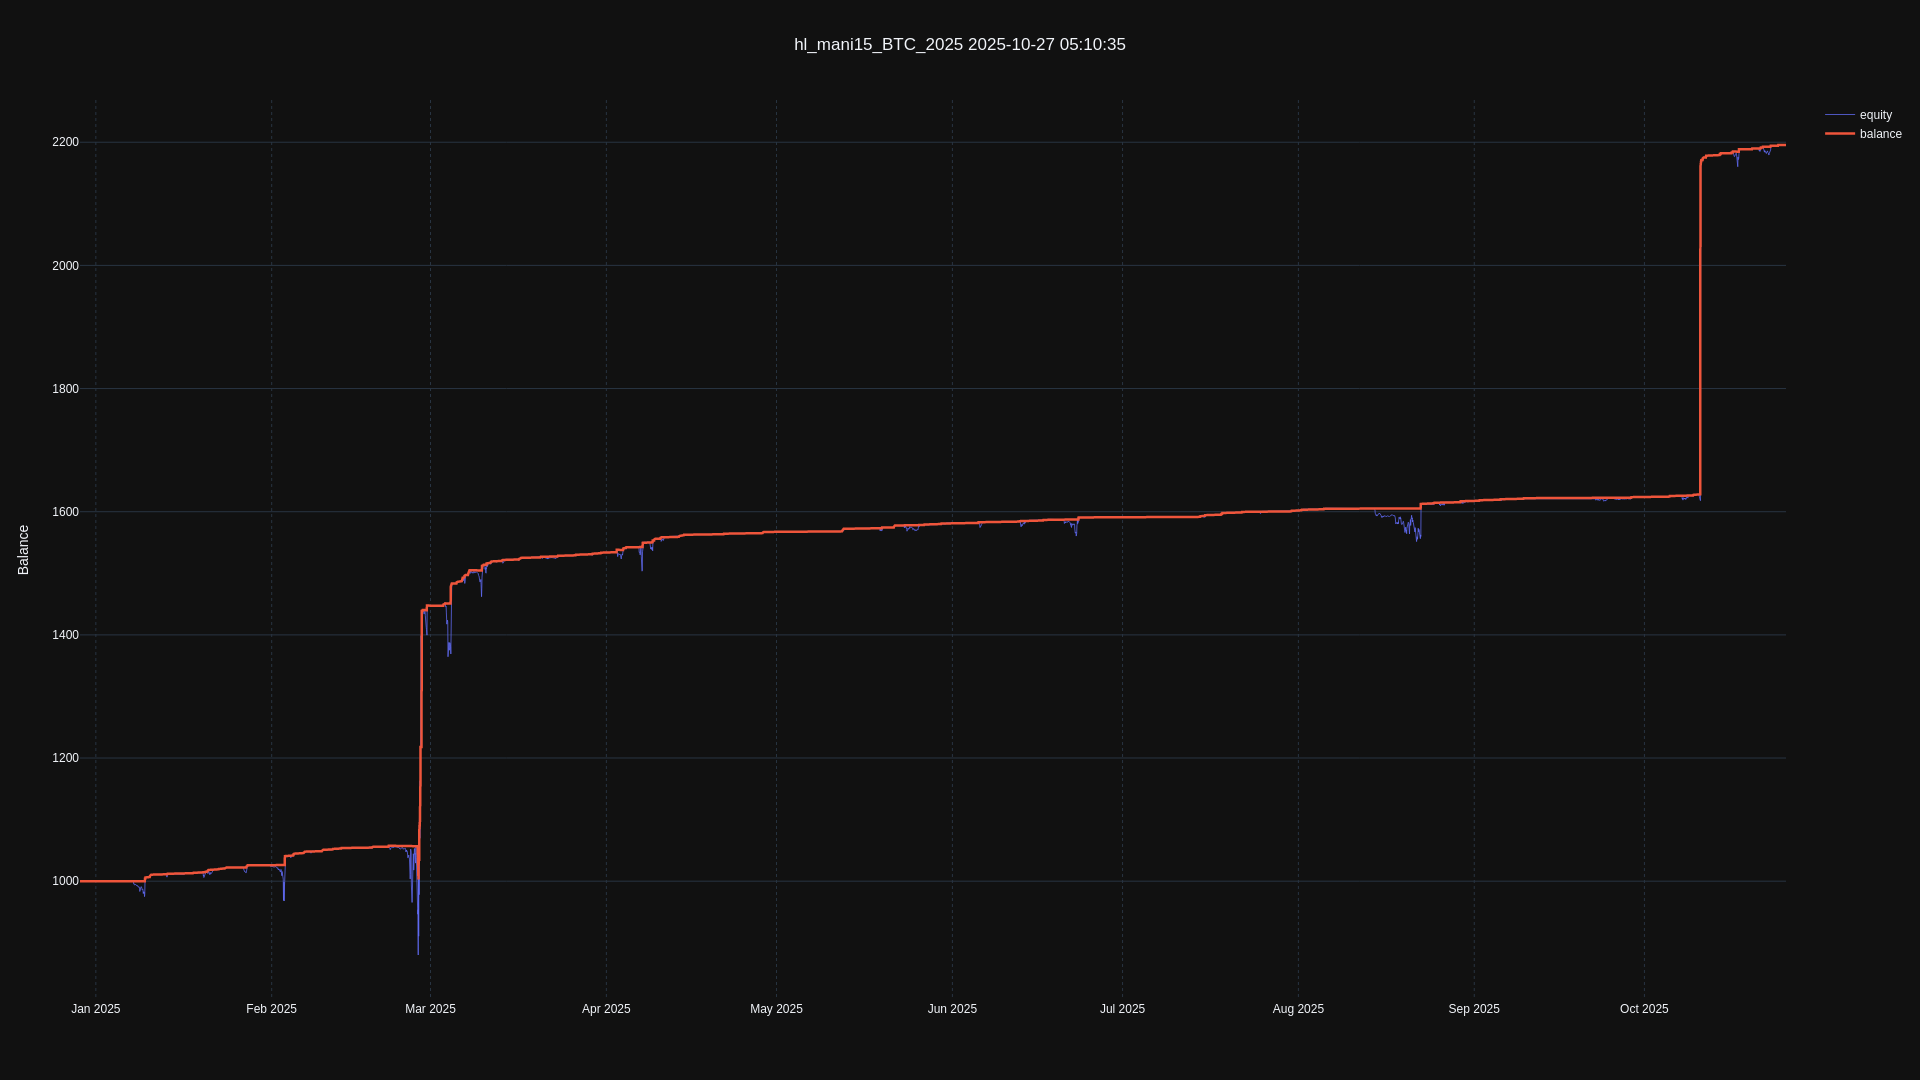 hl_mani15_BTC_2025 2025-10-27 05:10:35
equity
balance
Balance
2200
2000
1800
1600
1400
1200
1000
Jan 2025
Feb 2025
Mar 2025
Apr 2025
May 2025
Jun 2025
Jul 2025
Aug 2025
Sep 2025
Oct 2025